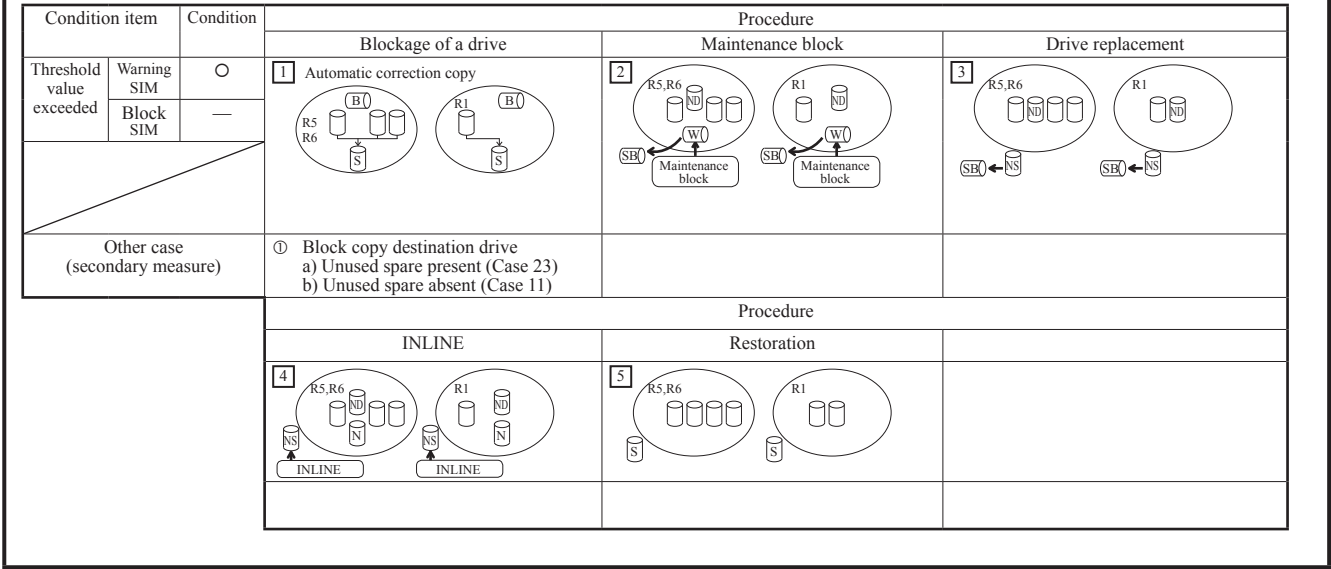 Condition item Condition Procedure
Blockage of a drive Maintenance block Drive replacement
Threshold value exceeded
Warning SIM ○
Block SIM —
1 Automatic correction copy
B
R5
R6
S
R1 B
S
2
R5,R6 ND
W
SB
Maintenance
block
R1
ND
W
SB
Maintenance
block
3
R5,R6
ND
SB NS
R1
ND
SB NS
Other case
(secondary measure)
① Block copy destination drive
a) Unused spare present (Case 23)
b) Unused spare absent (Case 11)
Procedure
INLINE Restoration
4
R5,R6
ND
N
NS
INLINE
R1
ND
N
NS
INLINE
5
R5,R6
S
R1
S